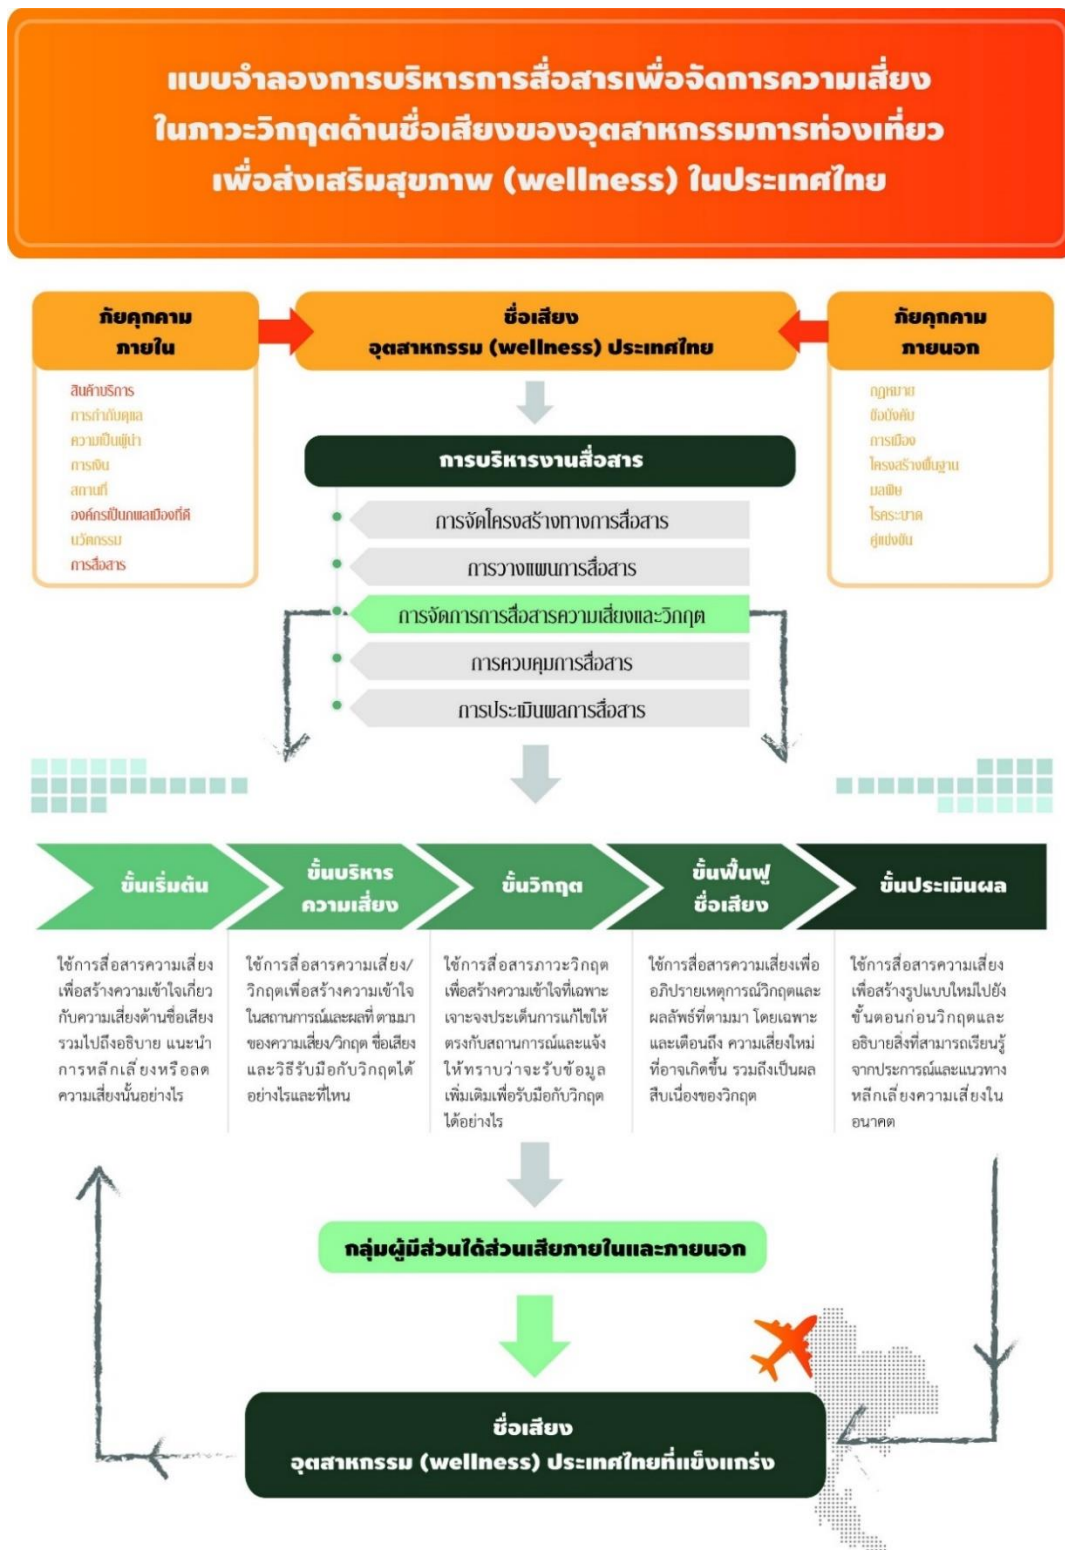 แบบจำลองการบริหารการสื่อสารเพื่อจัดการความเสี่ยง
ในภาวะวิกฤตด้านชื่อเสียงของอุตสาหกรรมการท่องเที่ยว
เพื่อส่งเสริมสุขภาพ (wellness) ในประเทศไทย
ภัยคุกคาม
ภายใน
สินค้าบริการ
การกำกับดูแล
ความเป็นผู้นำ
การเงิน
สถานที่
องค์กรเป็นพลเมืองที่ดี
นวัตกรรม
การสื่อสาร
ชื่อเสียง
อุตสาหกรรม (wellness) ประเทศไทย
ภัยคุกคาม
ภายนอก
กฎหมาย
ข้อบังคับ
การเมือง
โครงสร้างพื้นฐาน
มลพิษ
โรคระบาด
คู่แข่งขัน
การบริหารงานสื่อสาร
การจัดโครงสร้างทางการสื่อสาร
การวางแผนการสื่อสาร
การจัดการการสื่อสารความเสี่ยงและวิกฤต
การควบคุมการสื่อสาร
การประเมินผลการสื่อสาร
ขั้นเริ่มต้น
ใช้การสื่อสารความเสี่ยง
เพื่อสร้างความเข้าใจเกี่ยว
กับความเสี่ยงด้านชื่อเสียง
รวมไปถึงอธิบาย แนะนำ
การหลีกเลี่ยงหรือลด
ความเสี่ยงนั้นอย่างไร
ขั้นบริหาร
ความเสี่ยง
ใช้การสื่อสารความเสี่ยง/
วิกฤตเพื่อสร้างความเข้าใจ
ในสถานการณ์และผลที่ ตามมา
ของความเสี่ยง/วิกฤต ชื่อเสียง
และวิธีรับมือกับวิกฤตได้
อย่างไรและที่ไหน
ขั้นวิกฤต
ใช้การสื่อสารภาวะวิกฤต
เพื่อสร้างความเข้าใจที่เฉพาะ
เจาะจงประเด็นการแก้ไขให้
ตรงกับสถานการณ์และแจ้ง
ให้ทราบว่าจะรับข้อมูล
เพิ่มเติมเพื่อรับมือกับวิกฤต
ได้อย่างไร
ขั้นฟื้นฟู
ชื่อเสียง
ใช้การสื่อสารความเสี่ยงเพื่อ
อภิปรายเหตุการณ์วิกฤตและ
ผลลัพธ์ที่ตามมา โดยเฉพาะ
และเตือนถึง ความเสี่ยงใหม่
ที่อาจเกิดขึ้น รวมถึงเป็นผล
สืบเนื่องของวิกฤต
ขั้นประเมินผล
ใช้การสื่อสารความเสี่ยง
เพื่อสร้างรูปแบบใหม่ไปยัง
ขั้นตอนก่อนวิกฤตและ
อธิบายสิ่งที่สามารถเรียนรู้
จากประการณ์และแนวทาง
หลีกเลี่ยงความเสี่ยงใน
อนาคต
กลุ่มผู้มีส่วนได้ส่วนเสียภายในและภายนอก
ชื่อเสียง
อุตสาหกรรม (wellness) ประเทศไทยที่แข็งแกร่ง